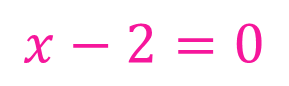 x − 2 = 0